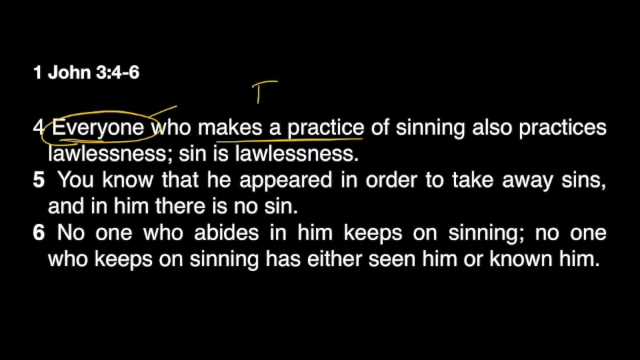 1 John 3:4-6
T
4 Everyone who makes a practice of sinning also practices
lawlessness; sin is lawlessness.
5 You know that he appeared in order to take away sins,
and in him there is no sin.
6 No one who abides in him keeps on sinning; no one
who keeps on sinning has either seen him or known him.